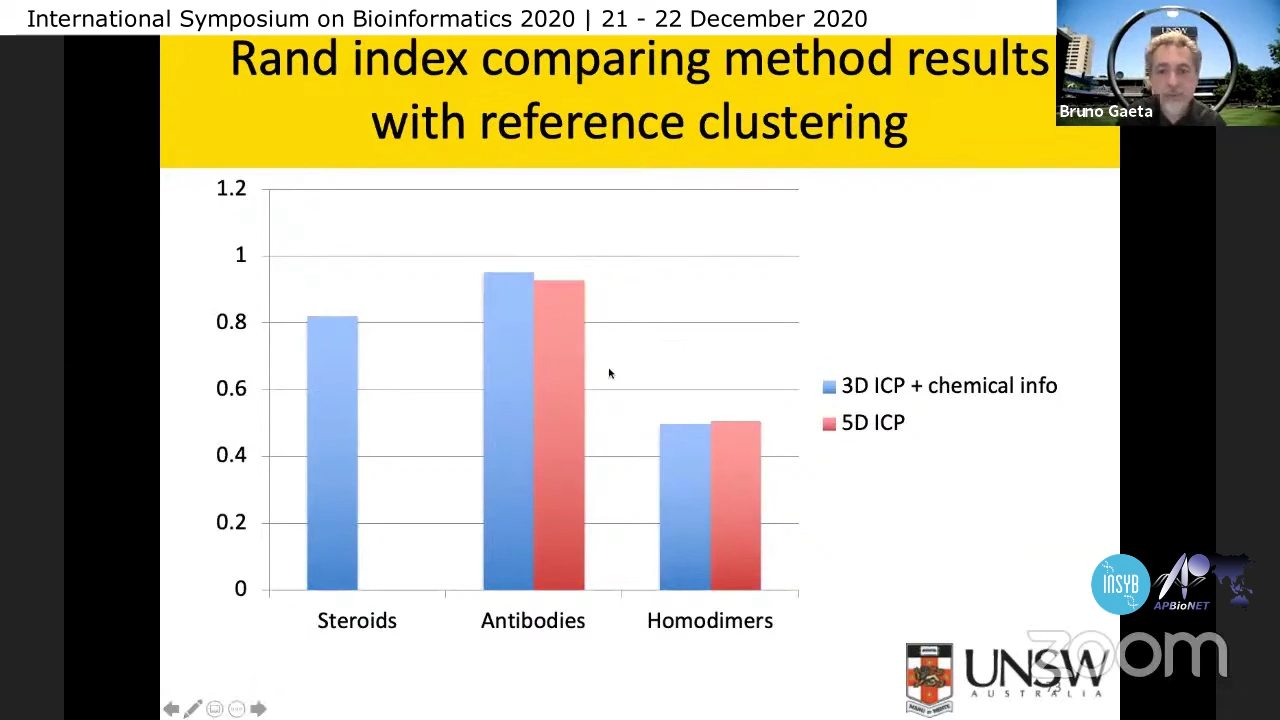 International Symposium on Bioinformatics 2020 | 21 - 22 December 2020
Rand index comparing method results
with reference clustering
UNSW
Bruno Gaeta
1.2
1
0.8
0.6
0.4
0.2
0
Steroids
Antibodies
Homodimers
3D ICP + chemical info
5D ICP
INSYB
APBioNET
zoom
UNSW
AUSTRALIA